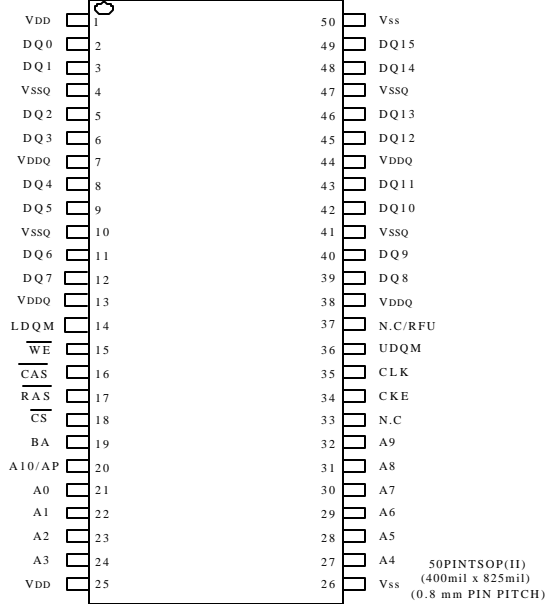 VDD 1 50 Vss
DQ0 2 49 DQ15
DQ1 3 48 DQ14
VSSQ 4 47 VSSQ
DQ2 5 46 DQ13
DQ3 6 45 DQ12
VDDQ 7 44 VDDQ
DQ4 8 43 DQ11
DQ5 9 42 DQ10
VSSQ 10 41 VSSQ
DQ6 11 40 DQ9
DQ7 12 39 DQ8
VDDQ 13 38 VDDQ
LDQM 14 37 N.C/RFU
W̅E̅ 15 36 UDQM
C̅A̅S̅ 16 35 CLK
R̅A̅S̅ 17 34 CKE
C̅S̅ 18 33 N.C
BA 19 32 A9
A10/AP 20 31 A8
A0 21 30 A7
A1 22 29 A6
A2 23 28 A5
A3 24 27 A4
VDD 25 26 Vss
50PINTSOP(II)
(400mil x 825mil)
(0.8 mm PIN PITCH)